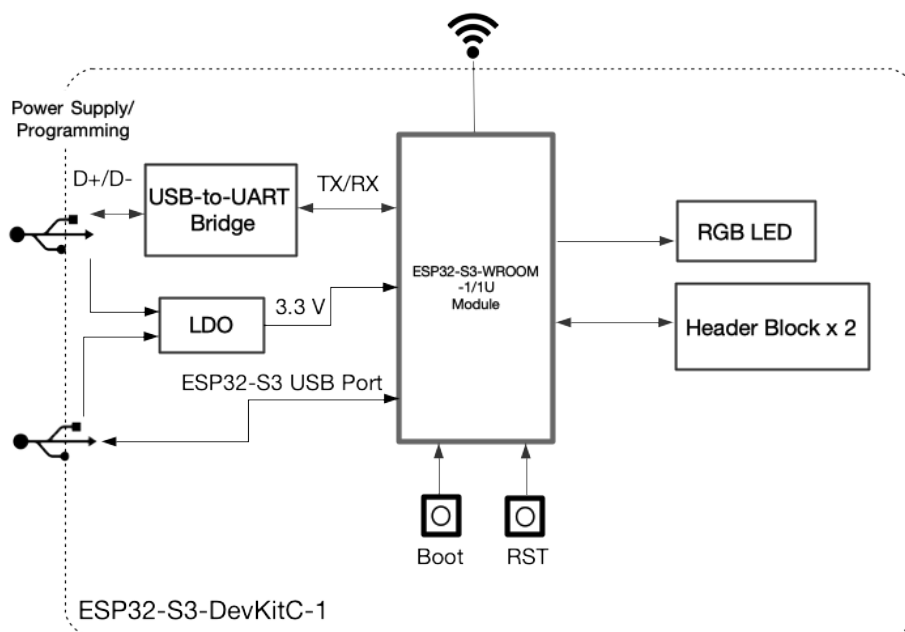 Power Supply/
Programming
D+/D-
USB-to-UART
Bridge
TX/RX
ESP32-S3-WROOM
-1/1U
Module
RGB LED
LDO
3.3 V
Header Block x 2
ESP32-S3 USB Port
Boot
RST
ESP32-S3-DevKitC-1